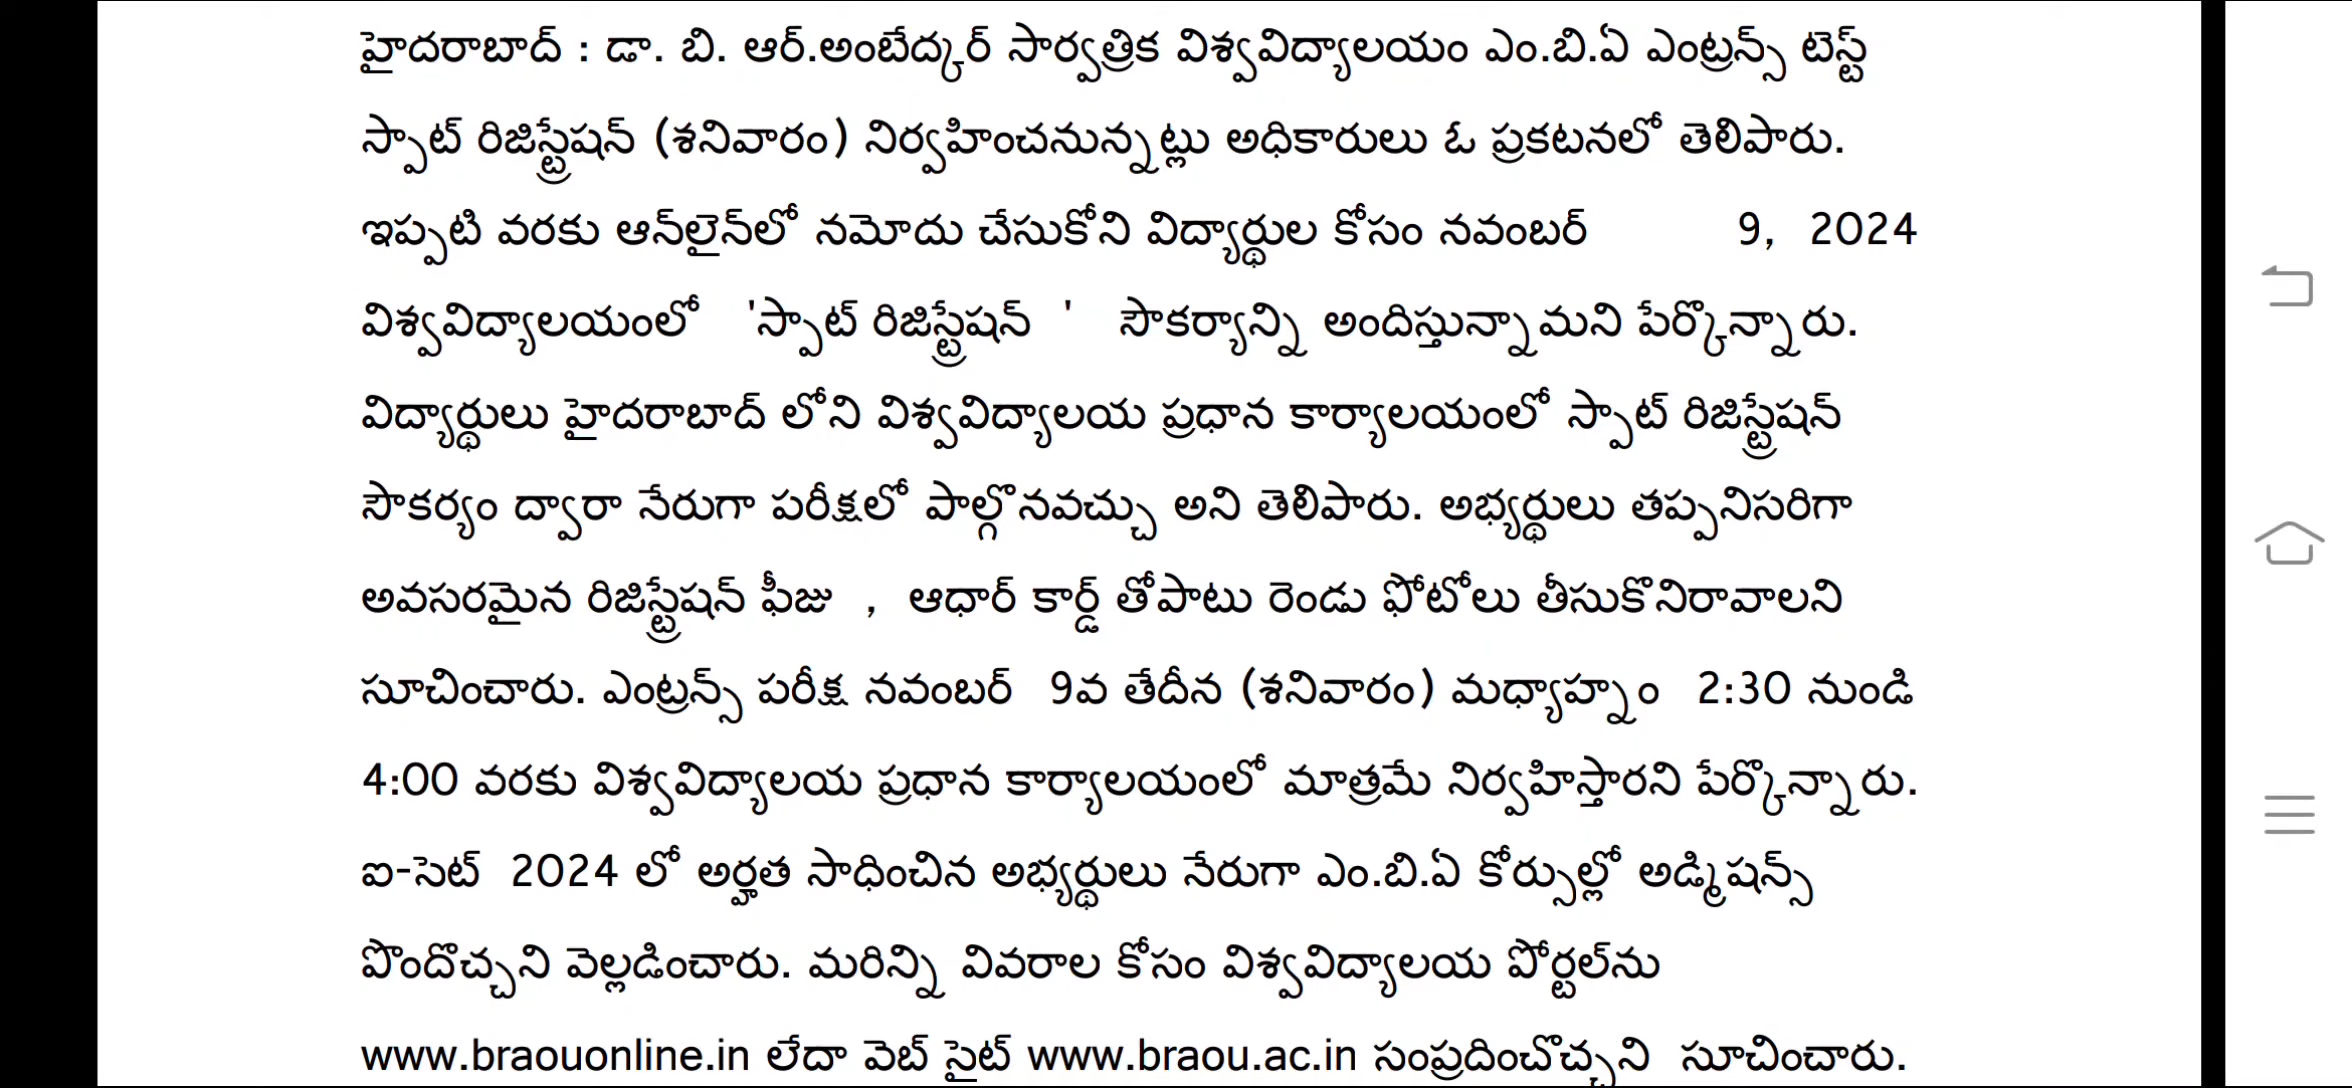 హైదరాబాద్ : డా. బి. ఆర్.అంబేద్కర్ సార్వత్రిక విశ్వవిద్యాలయం ఎం.బి.ఏ ఎంట్రన్స్ టెస్ట్
స్పాట్ రిజిస్ట్రేషన్ (శనివారం) నిర్వహించనున్నట్లు అధికారులు ఓ ప్రకటనలో తెలిపారు.
ఇప్పటి వరకు ఆన్‌లైన్‌లో నమోదు చేసుకోని విద్యార్థుల కోసం నవంబర్ 9, 2024
విశ్వవిద్యాలయంలో 'స్పాట్ రిజిస్ట్రేషన్ ' సౌకర్యాన్ని అందిస్తున్నామని పేర్కొన్నారు.
విద్యార్థులు హైదరాబాద్ లోని విశ్వవిద్యాలయ ప్రధాన కార్యాలయంలో స్పాట్ రిజిస్ట్రేషన్
సౌకర్యం ద్వారా నేరుగా పరీక్షలో పాల్గొనవచ్చు అని తెలిపారు. అభ్యర్థులు తప్పనిసరిగా
అవసరమైన రిజిస్ట్రేషన్ ఫీజు , ఆధార్ కార్డ్ తోపాటు రెండు ఫోటోలు తీసుకొనిరావాలని
సూచించారు. ఎంట్రన్స్ పరీక్ష నవంబర్ 9వ తేదీన (శనివారం) మధ్యాహ్నం 2:30 నుండి
4:00 వరకు విశ్వవిద్యాలయ ప్రధాన కార్యాలయంలో మాత్రమే నిర్వహిస్తారని పేర్కొన్నారు.
ఐ-సెట్ 2024 లో అర్హత సాధించిన అభ్యర్థులు నేరుగా ఎం.బి.ఏ కోర్సుల్లో అడ్మిషన్స్
పొందొచ్చని వెల్లడించారు. మరిన్ని వివరాల కోసం విశ్వవిద్యాలయ పోర్టల్‌ను
www.braouonline.in లేదా వెబ్ సైట్ www.braou.ac.in సంప్రదించొచ్చని సూచించారు.